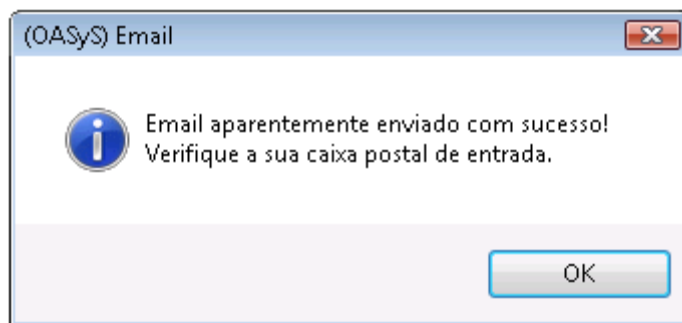 (OASyS) Email
Email aparentemente enviado com sucesso!
Verifique a sua caixa postal de entrada.
OK